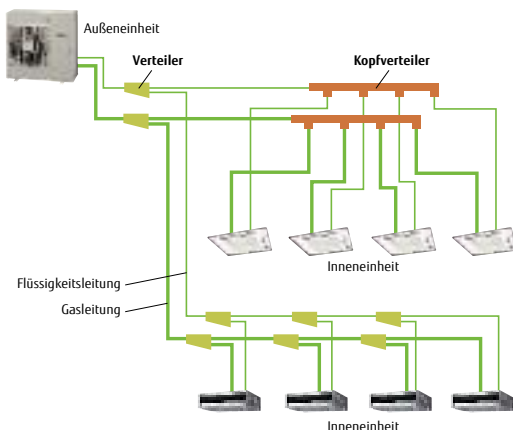 Außeneinheit
Verteiler
Kopfverteiler
Inneneinheit
Flüssigkeitsleitung
Gasleitung
Inneneinheit